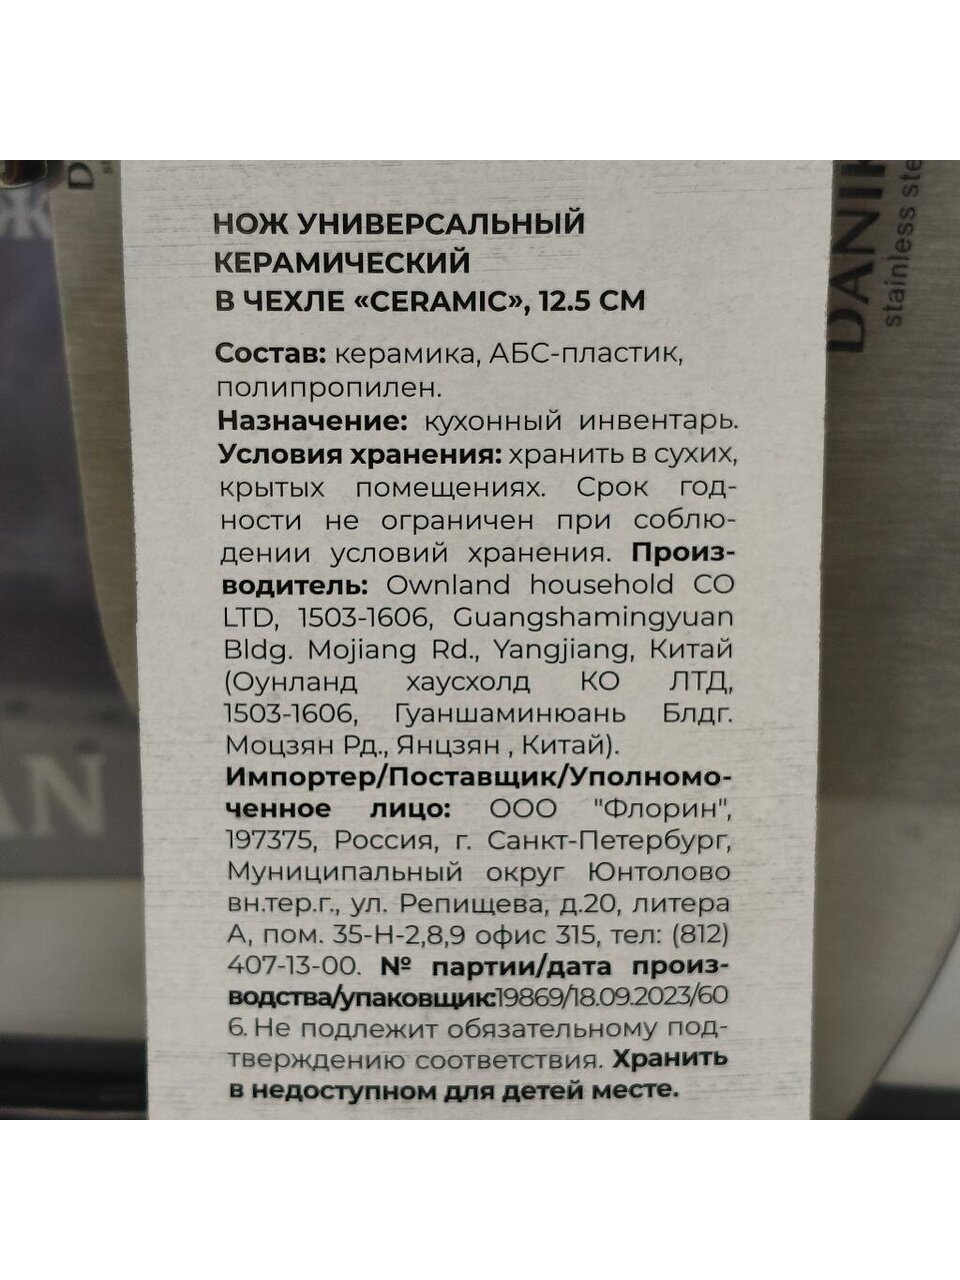 НОЖ УНИВЕРСАЛЬНЫЙ
КЕРАМИЧЕСКИЙ
В ЧЕХЛЕ «CERAMIC», 12.5 СМ
Состав: керамика, АБС-пластик,
полипропилен.
Назначение: кухонный инвентарь.
Условия хранения: хранить в сухих,
крытых помещениях. Срок год-
ности не ограничен при соблю-
дении условий хранения. Произ-
водитель: Ownland household CO
LTD, 1503-1606, Guangshamingyuan
Bldg. Mojiang Rd., Yangjiang, Китай
(Оунланд хаусхолд КО ЛТД,
1503-1606, Гуаншаминюань Блдг.
Моцзян Рд., Янцзян , Китай).
Импортер/Поставщик/Уполномо-
ченное лицо: ООО "Флорин",
197375, Россия, г. Санкт-Петербург,
Муниципальный округ Юнтолово
вн.тер.г., ул. Репищева, д.20, литера
А, пом. 35-Н-2,8,9 офис 315, тел: (812)
407-13-00. № партии/дата произ-
водства/упаковщик:19869/18.09.2023/60
6. Не подлежит обязательному под-
тверждению соответствия. Хранить
в недоступном для детей месте.
DANI
stainless ste
AN